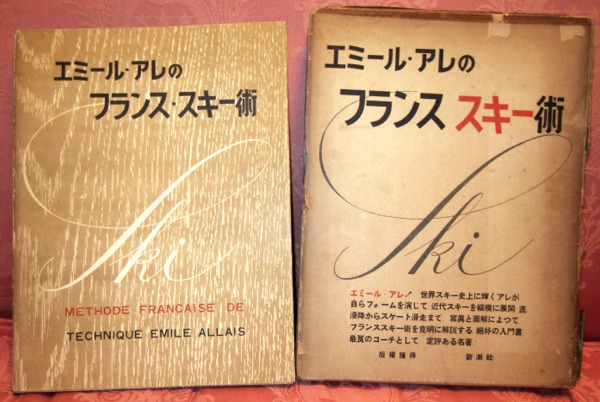 エミール・アレの
フランス・スキー術
Ski
METHODE FRANCAISE DE
TECHNIQUE EMILE ALLAIS
エミール・アレの
フランス スキー術
Ski
エミール・アレ! 世界スキー史上に輝くアレが
自らフォームを演じて 近代スキーを縦横に展開 直
滑降からスケート滑走まで 寫眞と図解によつて
フランススキー術を克明に解説する 絶好の入門書
最良のコーチとして 定評ある名著
版權獲得 新潮社